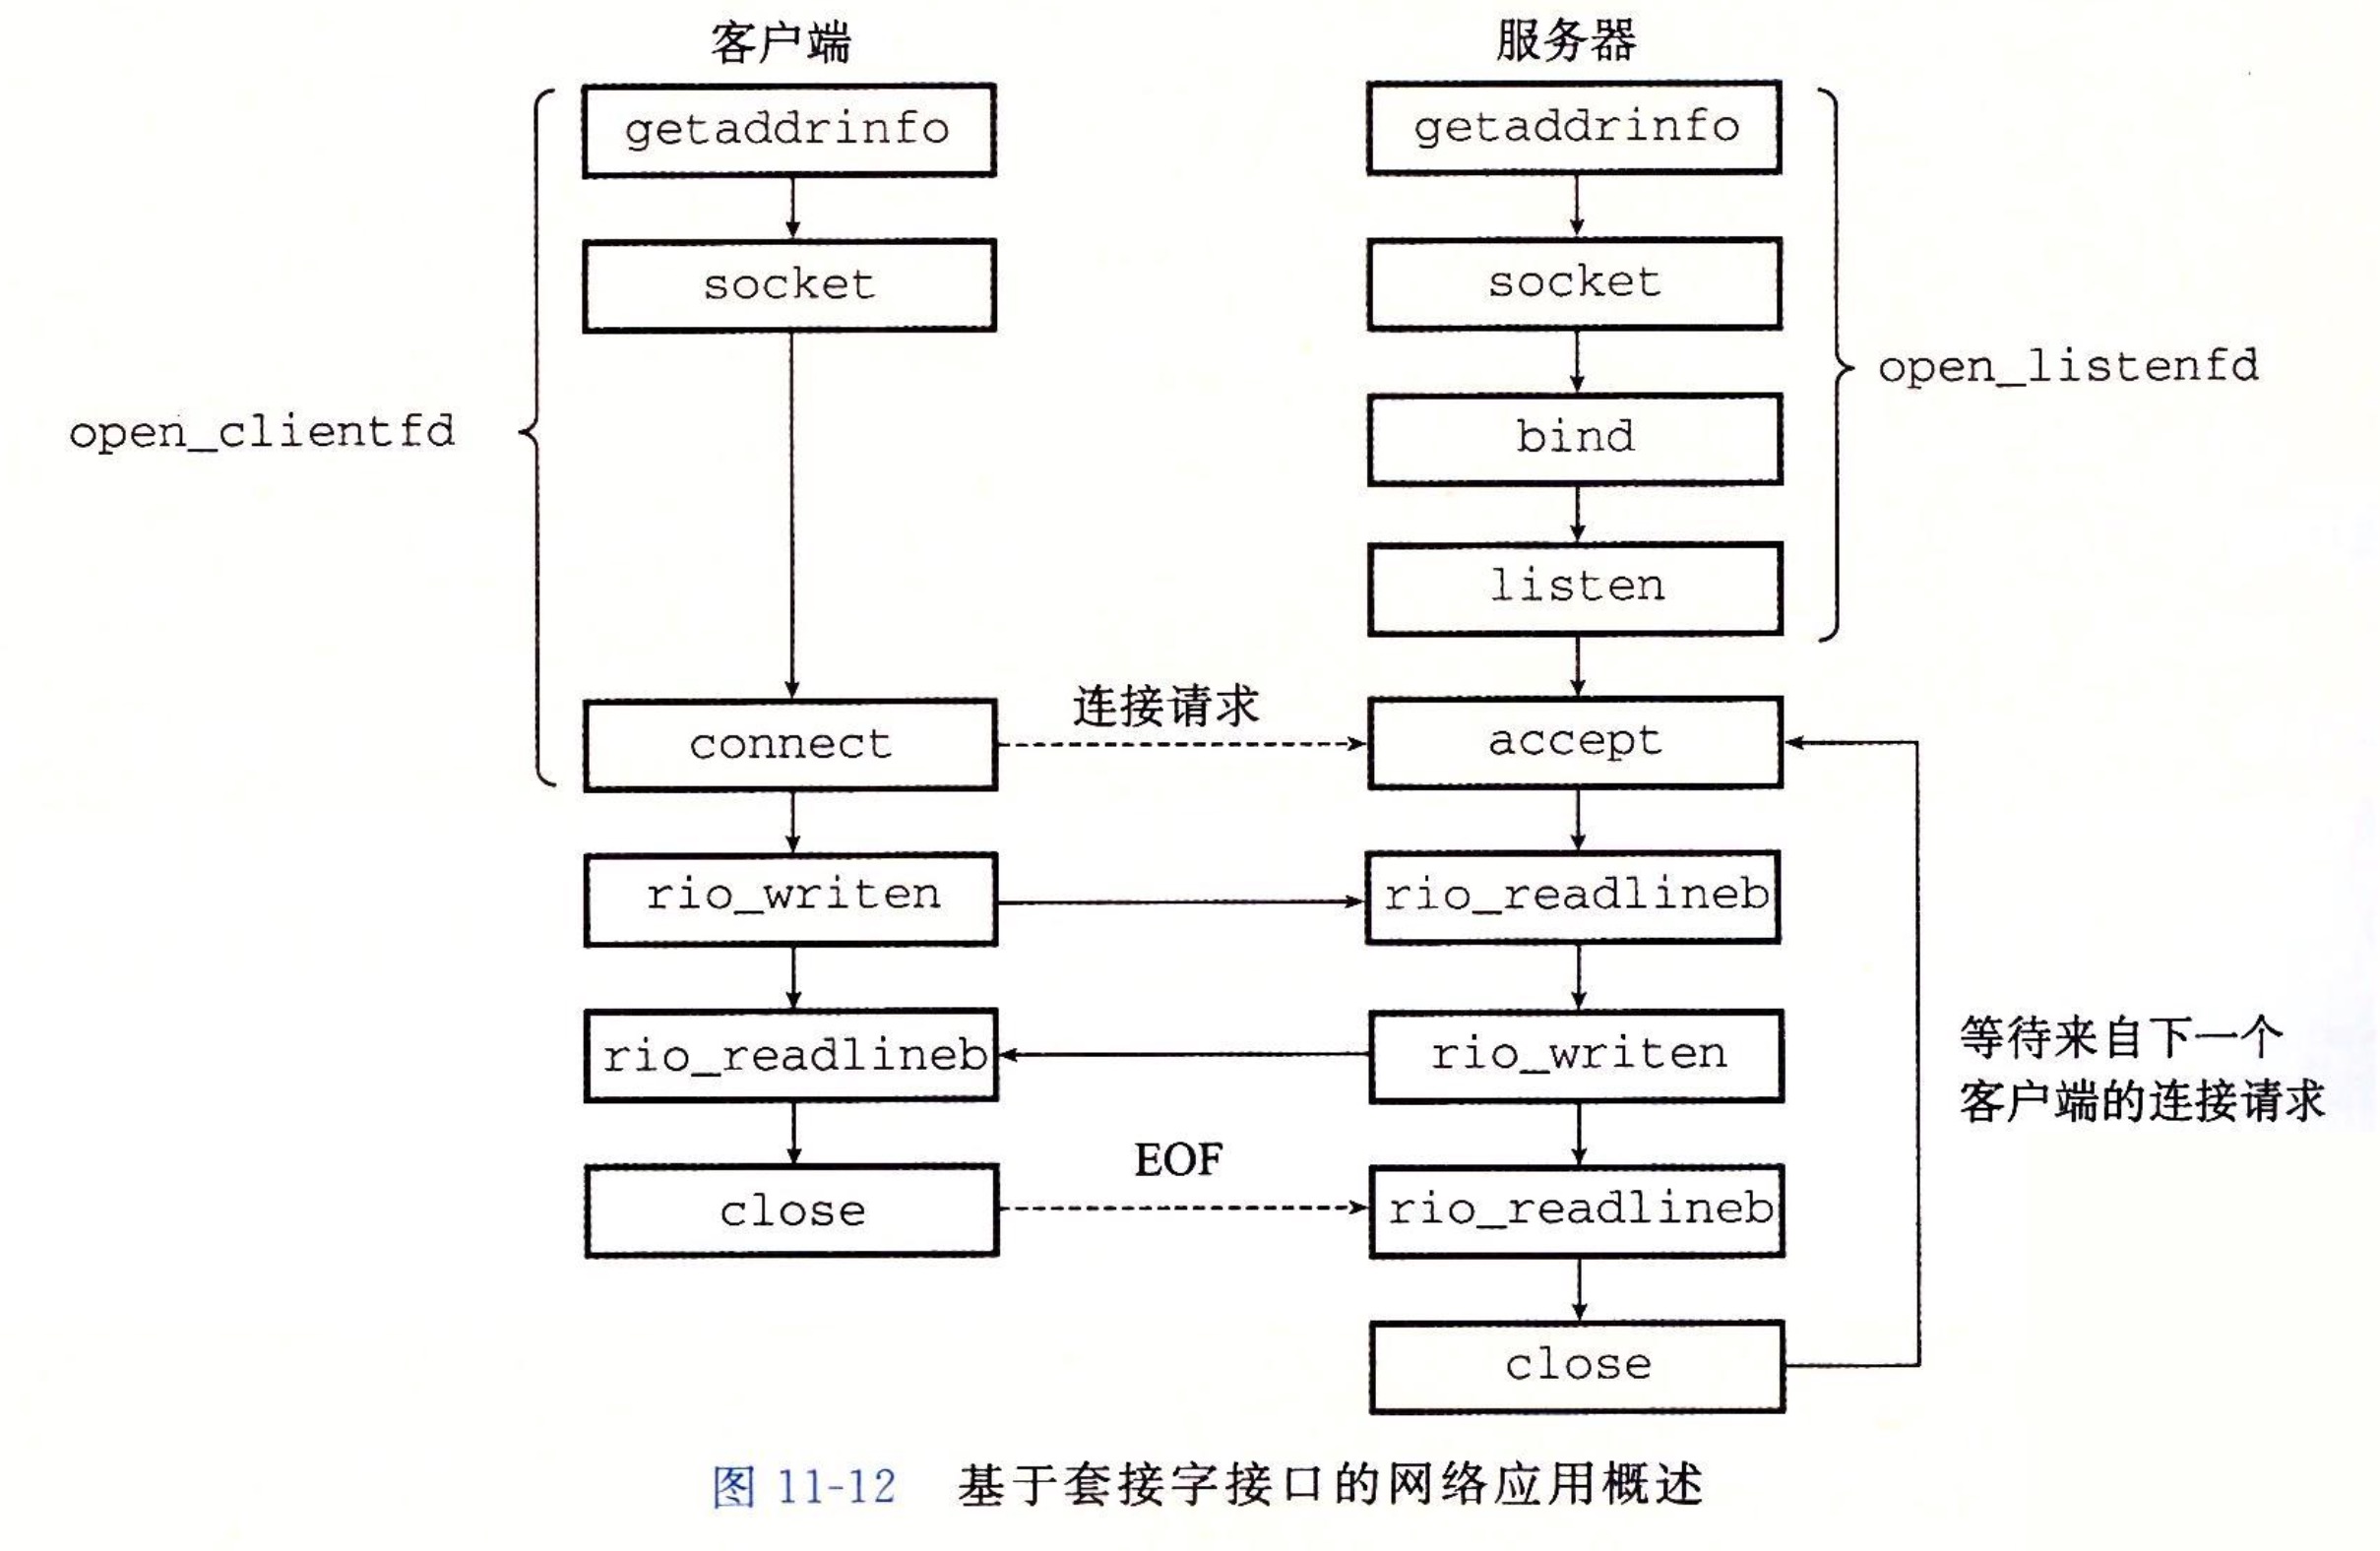 客户端
服务器
getaddrinfo
getaddrinfo
socket
socket
open_listenfd
open_clientfd
bind
listen
连接请求
connect
accept
rio_writen
rio_readlineb
rio_readlineb
rio_writen
等待来自下一个
客户端的连接请求
EOF
close
rio_readlineb
close
图 11-12 基于套接字接口的网络应用概述